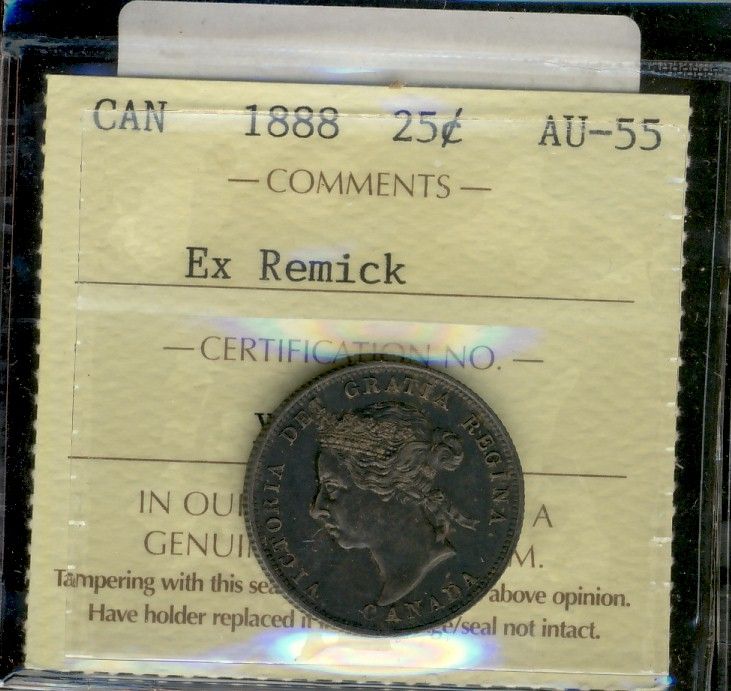 CAN 1888 25¢ AU-55
— COMMENTS —
Ex Remick
— CERTIFICATION NO. —
IN OUR
A
GENUI
M.
Tampering with this sea
above opinion.
Have holder replaced if
ge/seal not intact.
VICTORIA DEI GRATIA REGINA.
CANADA